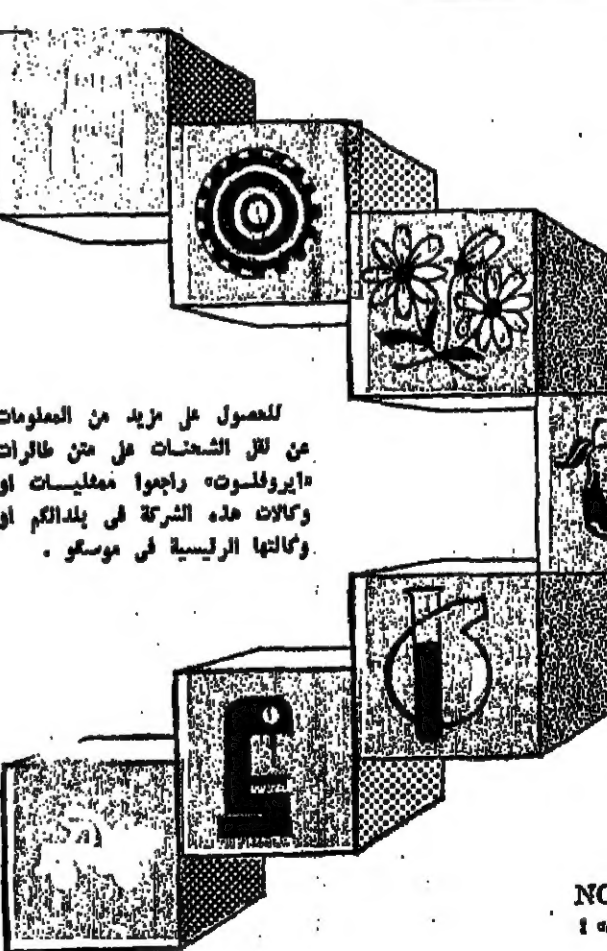 للحصول على مزيد من المعلومات
عن نقل الشحنات على متن طائرات
«ايروفلوت» راجعوا ممثليات او
وكالات هذه الشركة فى بلدانكم او
وكالتها الرئيسية فى موسكو .
NO